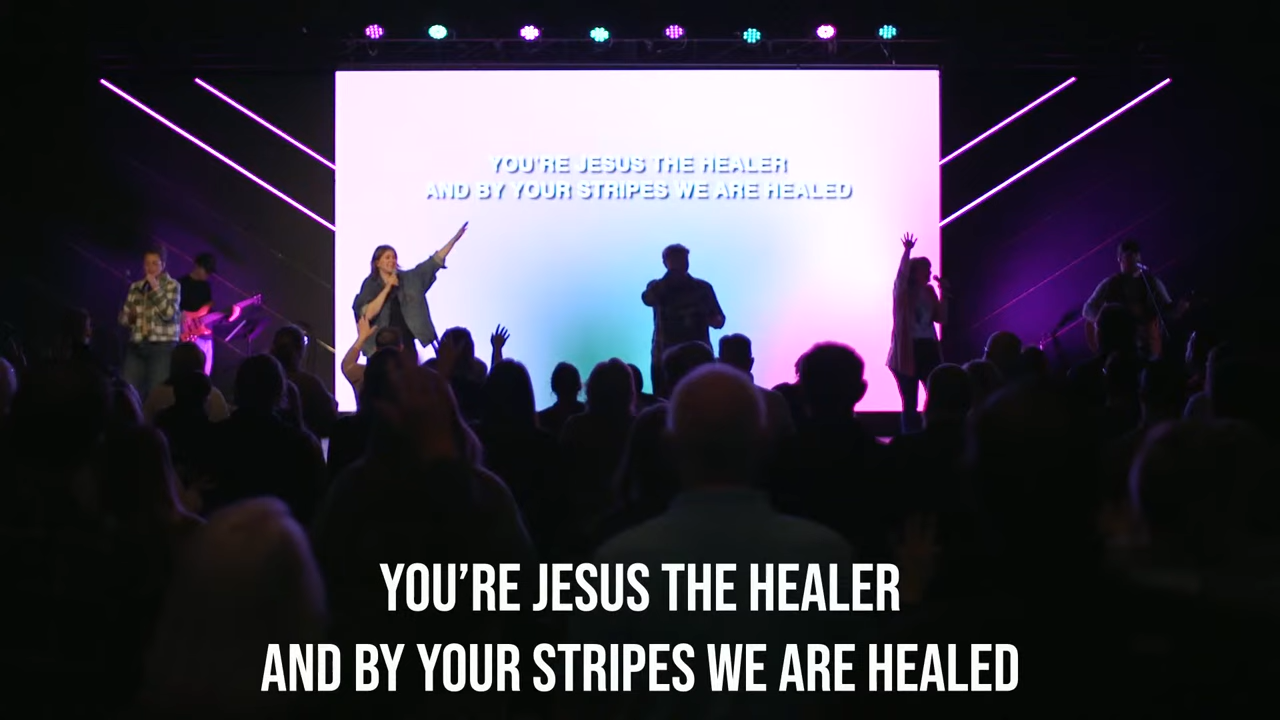 YOU'RE JESUS THE HEALER
AND BY YOUR STRIPES WE ARE HEALED
YOU’RE JESUS THE HEALER
AND BY YOUR STRIPES WE ARE HEALED